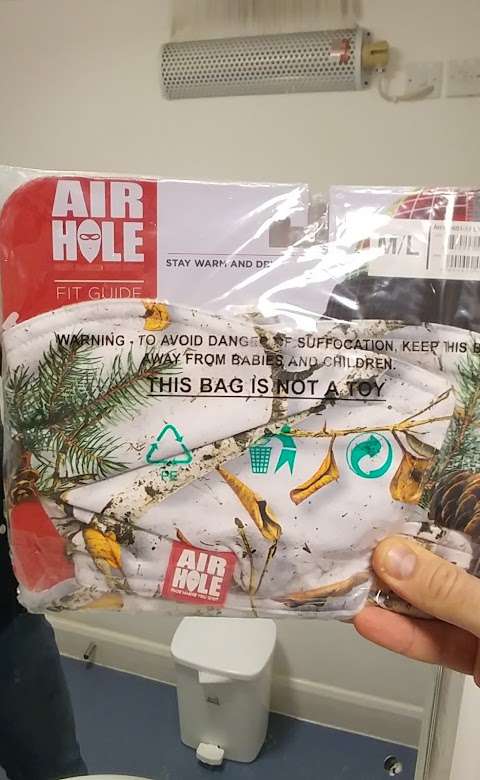 AIR
HOLE
FIT GUIDE
STAY WARM AND
M/L
WARNING - TO AVOID DANGER OF SUFFOCATION, KEEP THIS
AWAY FROM BABIES AND CHILDREN.
THIS BAG IS NOT A TOY
PE
AIR
HOLE